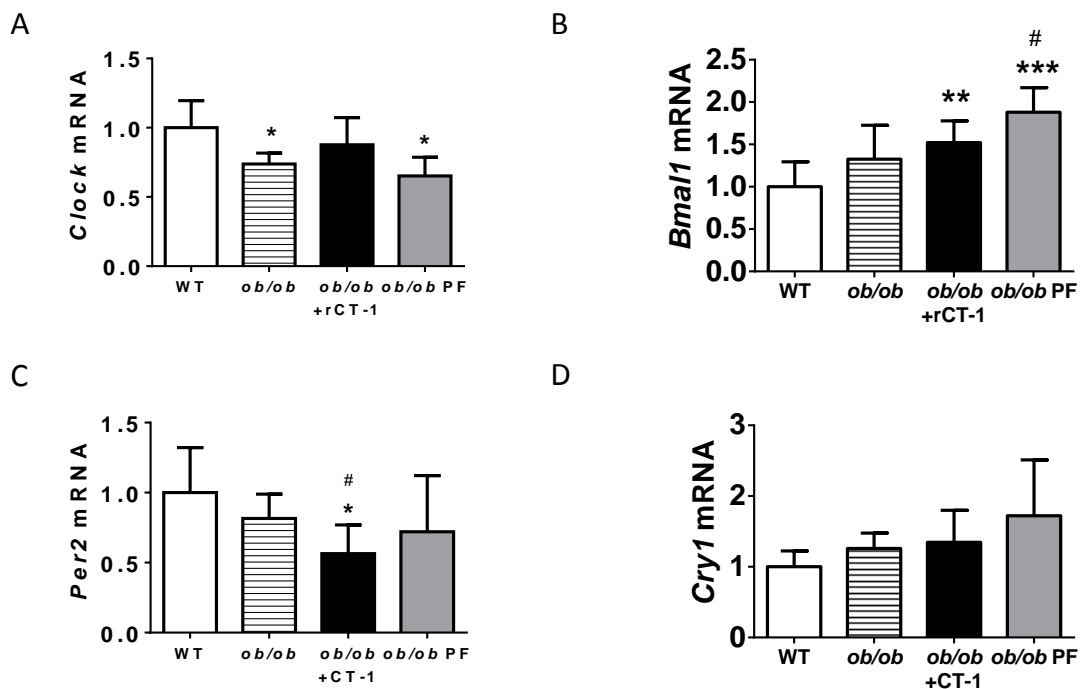 A
Clock mRNA
1.5
1.0
0.5
0.0
*
*
WT ob/ob ob/ob ob/ob PF
+rCT-1
B
Bmal1 mRNA
2.5
2.0
1.5
1.0
0.5
0.0
#
** ***
WT ob/ob ob/ob ob/ob PF
+rCT-1
C
Per2 mRNA
1.5
1.0
0.5
0.0
#
*
WT ob/ob ob/ob ob/ob PF
+CT-1
D
Cry1 mRNA
3
2
1
0
WT ob/ob ob/ob ob/ob PF
+CT-1